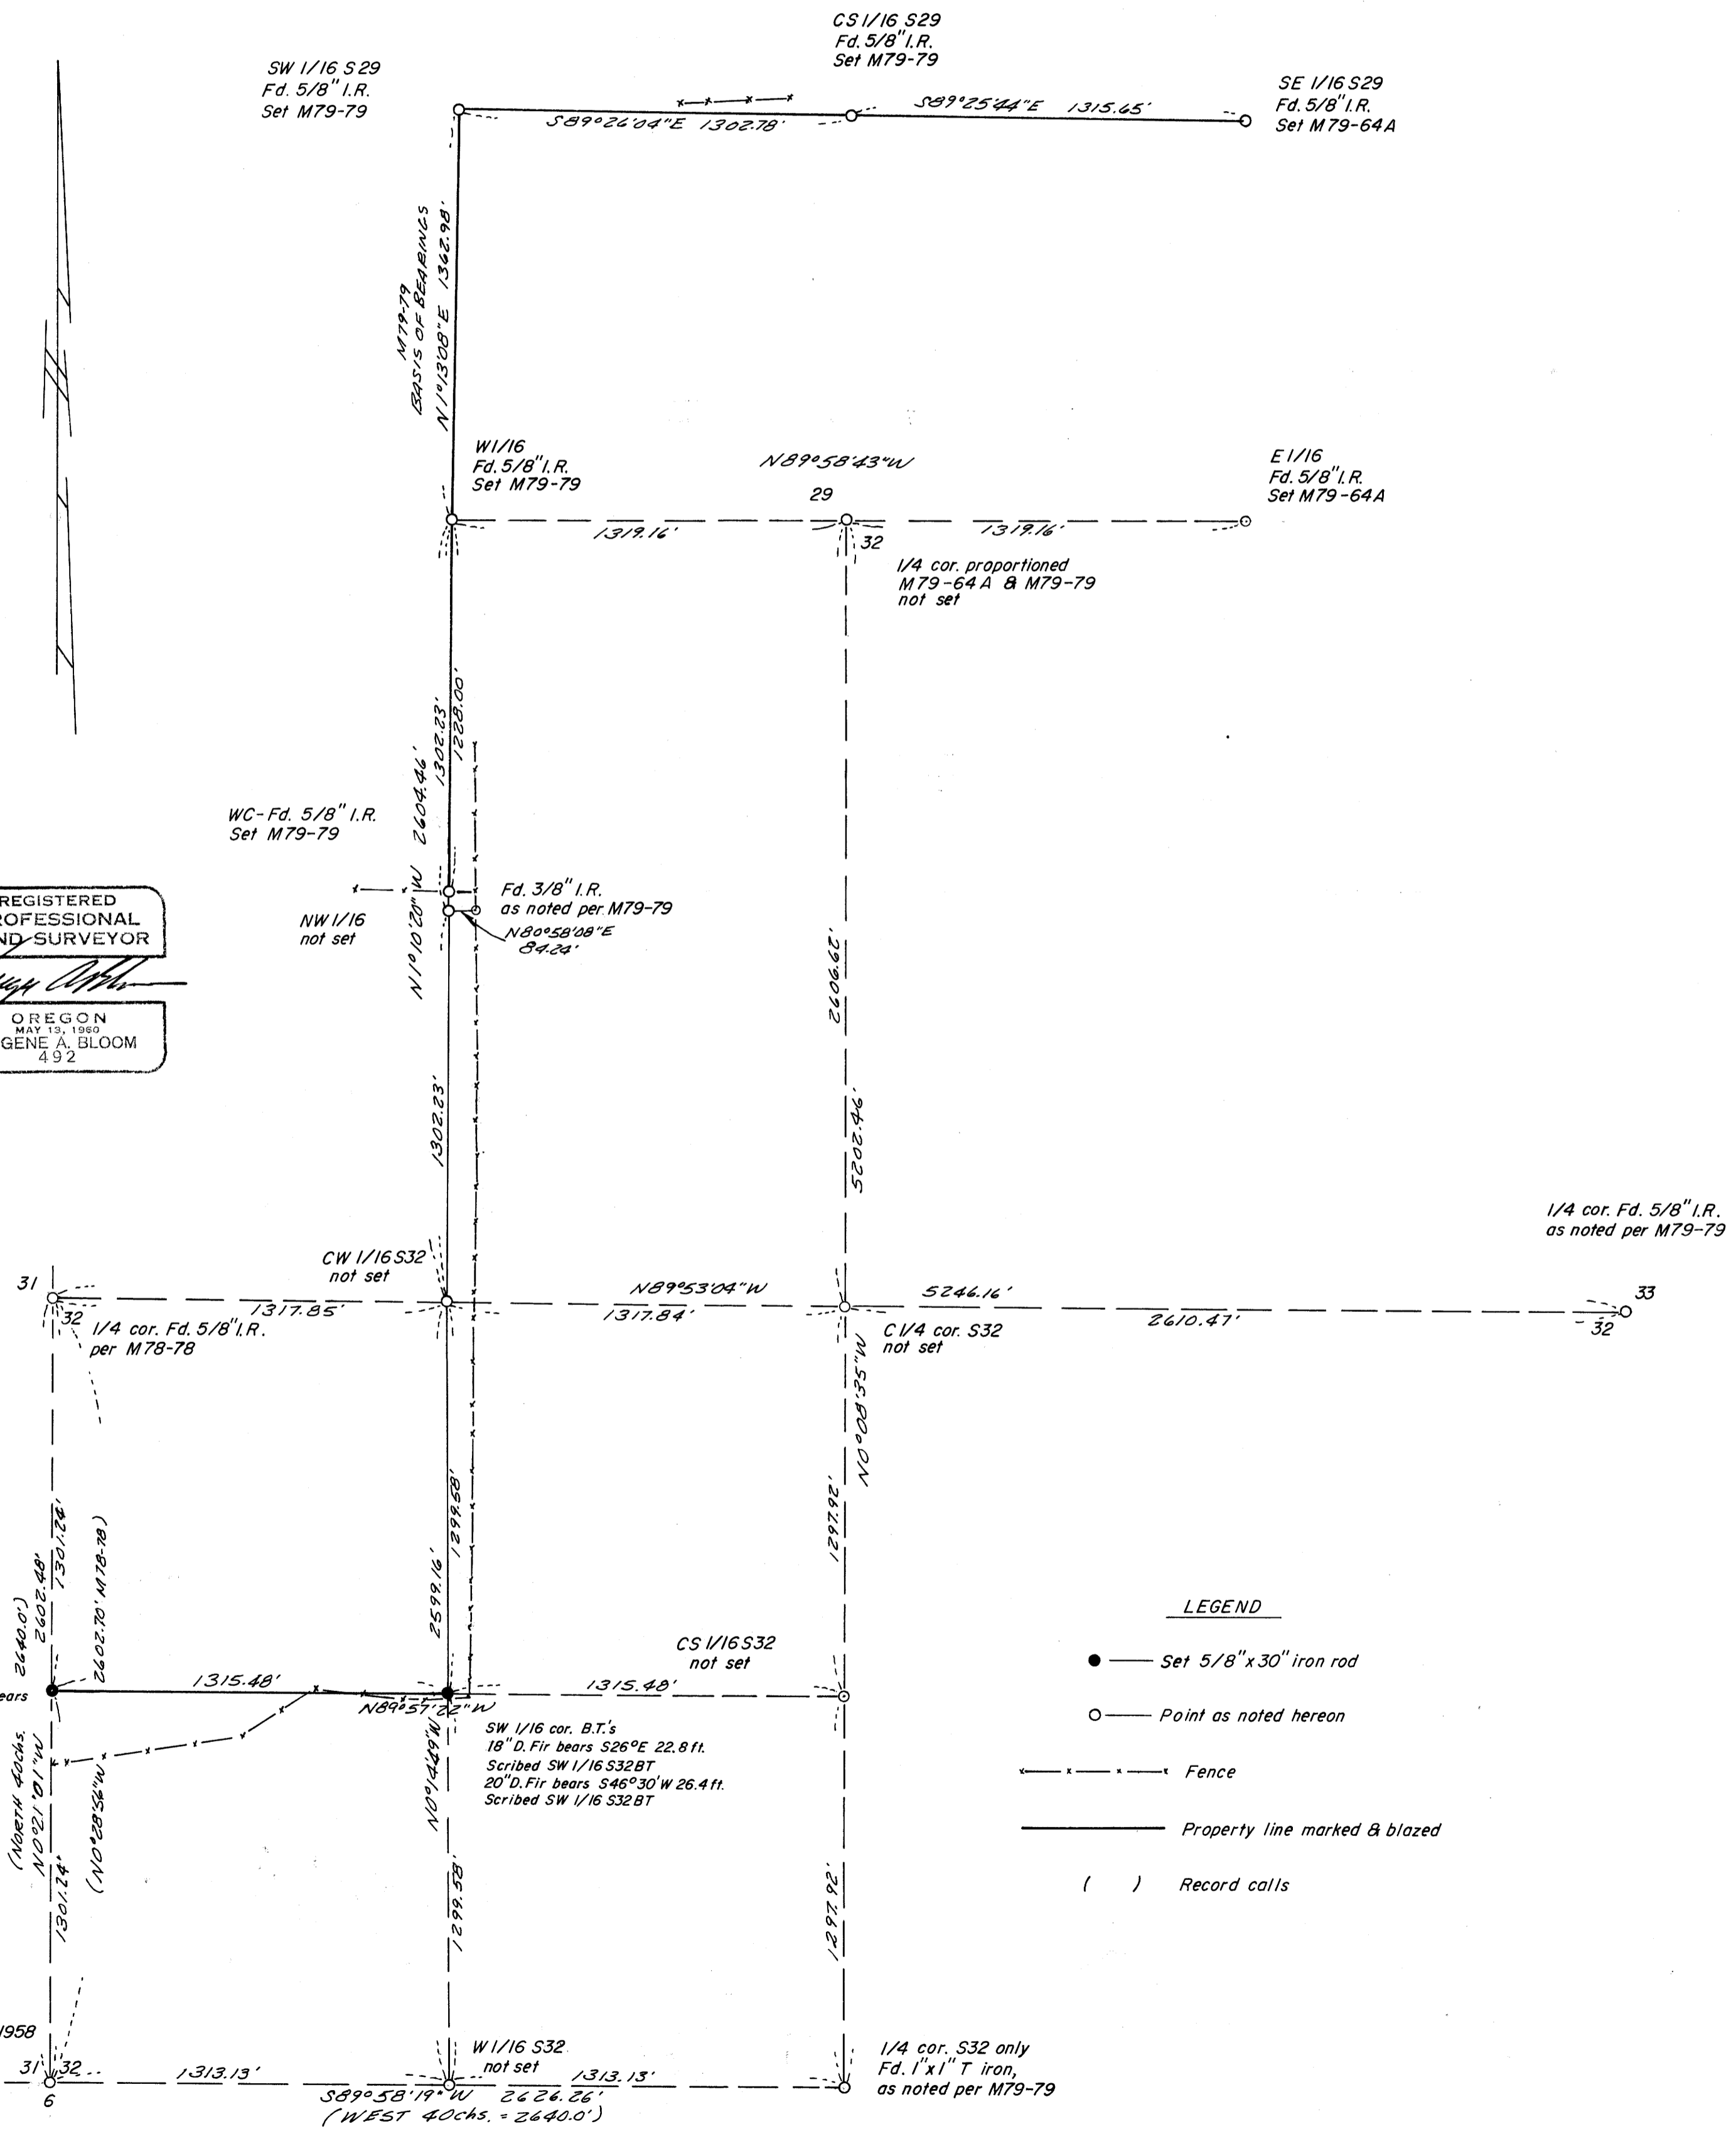 CS 1/16 S29
Fd. 5/8" I.R.
Set M79-79
SW 1/16 S29
Fd. 5/8" I.R.
Set M79-79
SE 1/16 S29
Fd. 5/8" I.R.
Set M79-64A
S89°26'04"E 1302.78'
S89°25'44"E 1315.65'
M79-79
BASIS OF BEARINGS
N1°13'08"E 1362.98'
W1/16
Fd. 5/8" I.R.
Set M79-79
N89°58'43"W
29
E 1/16
Fd. 5/8" I.R.
Set M79-64A
1319.16'
32
1319.16'
1/4 cor. proportioned
M79-64A & M79-79
not set
1302.23'
1228.00'
N1°10'20"W 2604.46'
WC-Fd. 5/8" I.R.
Set M79-79
NW 1/16
not set
Fd. 3/8" I.R.
as noted per M79-79
N80°58'08"E
84.24'
REGISTERED
ROFESSIONAL
ND SURVEYOR
OREGON
MAY 13, 1960
GENE A. BLOOM
492
2606.62'
1302.23'
5202.46'
1/4 cor. Fd. 5/8" I.R.
as noted per M79-79
CW 1/16 S32
not set
31
32
1317.85'
N89°53'04"W
1317.84'
5246.16'
2610.47'
33
32
1/4 cor. Fd. 5/8" I.R.
per M78-78
C 1/4 cor. S32
not set
N0°08'35"W
1301.24'
2602.48'
2640.0')
2602.70' M78-78)
1299.58'
2599.16'
1297.92'
ears
1315.48'
CS 1/16 S32
not set
1315.48'
N89°57'22"W
SW 1/16 cor. B.T.'s
18" D. Fir bears S26°E 22.8 ft.
Scribed SW 1/16 S32BT
20" D. Fir bears S46°30'W 26.4 ft.
Scribed SW 1/16 S32BT
(NORTH 40chs.
N0°21'01"W
1301.24'
(N0°28'56"W
N0°14'49"W
1299.58'
1297.92'
LEGEND
Set 5/8" x 30" iron rod
Point as noted hereon
Fence
Property line marked & blazed
( ) Record calls
1958
31 32
6
1313.13'
W 1/16 S32
not set
1313.13'
S89°58'19"W 2626.26'
(WEST 40chs. = 2640.0')
1/4 cor. S32 only
Fd. 1" x 1" T iron,
as noted per M79-79